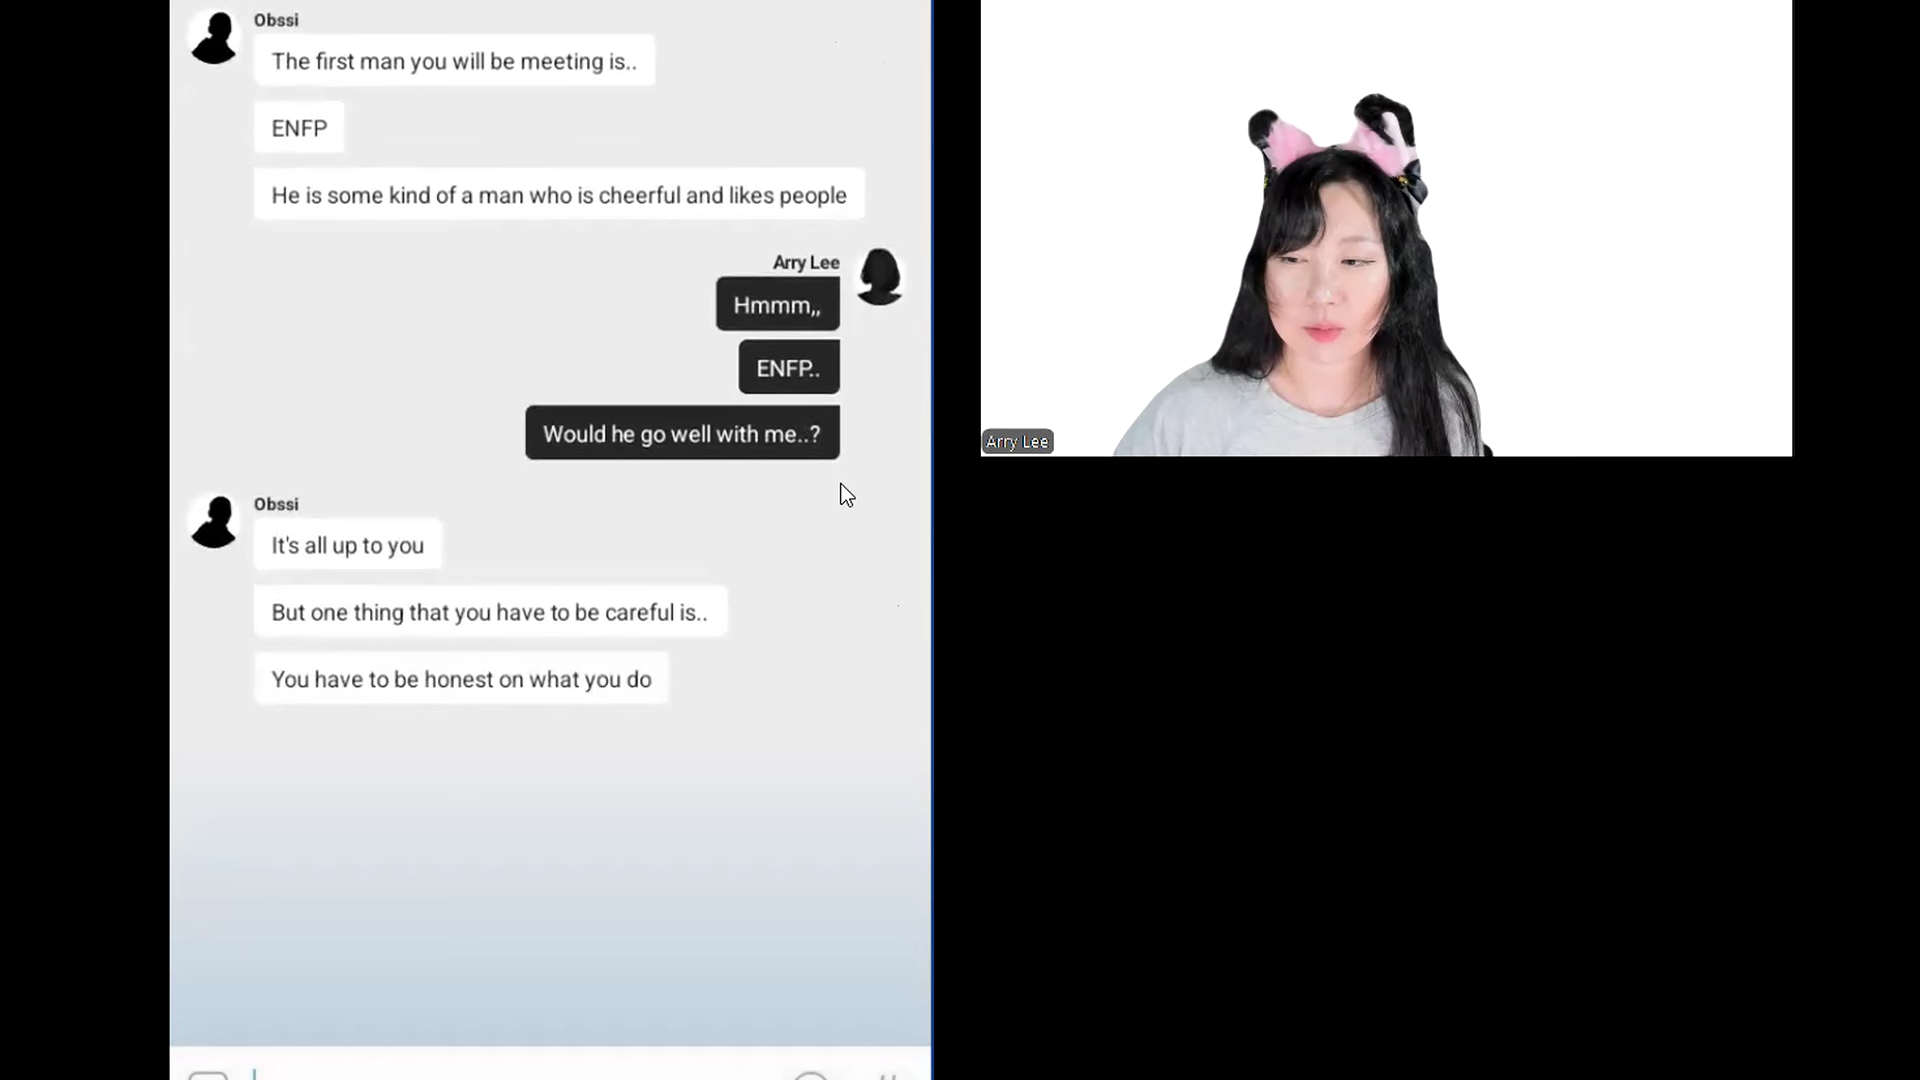 Obssi
The first man you will be meeting is..
ENFP
He is some kind of a man who is cheerful and likes people
Arry Lee
Hmmm,,
ENFP..
Would he go well with me..?
Obssi
It's all up to you
But one thing that you have to be careful is..
You have to be honest on what you do
Arry Lee